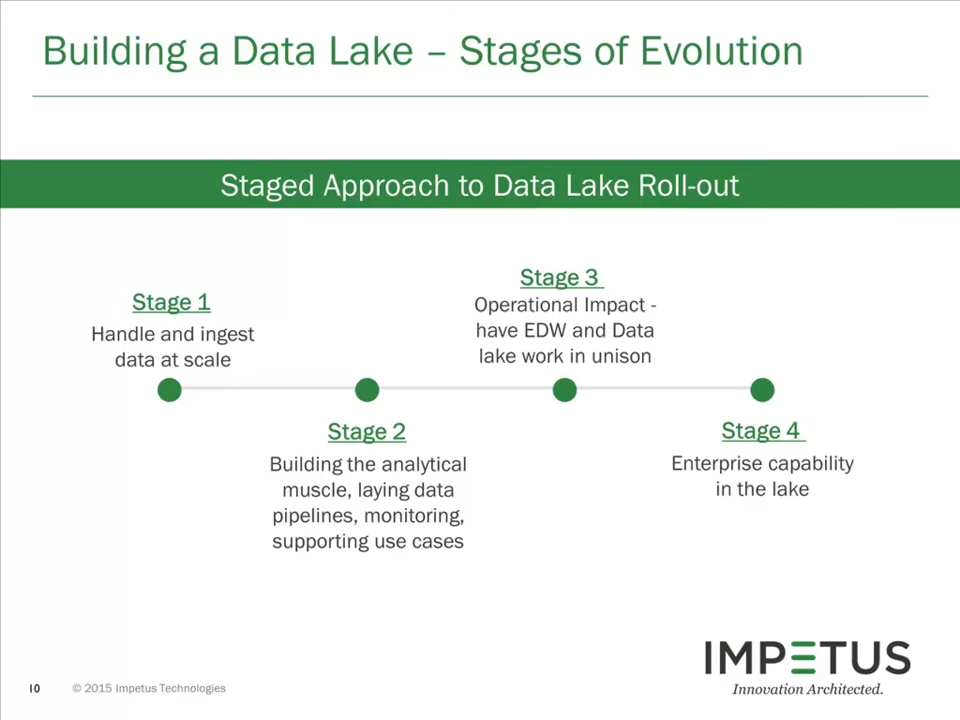 Building a Data Lake – Stages of Evolution
Staged Approach to Data Lake Roll-out
Stage 1
Handle and ingest
data at scale
Stage 2
Building the analytical
muscle, laying data
pipelines, monitoring,
supporting use cases
Stage 3
Operational Impact -
have EDW and Data
lake work in unison
Stage 4
Enterprise capability
in the lake
IMPETUS
Innovation Architected.
10
© 2015 Impetus Technologies